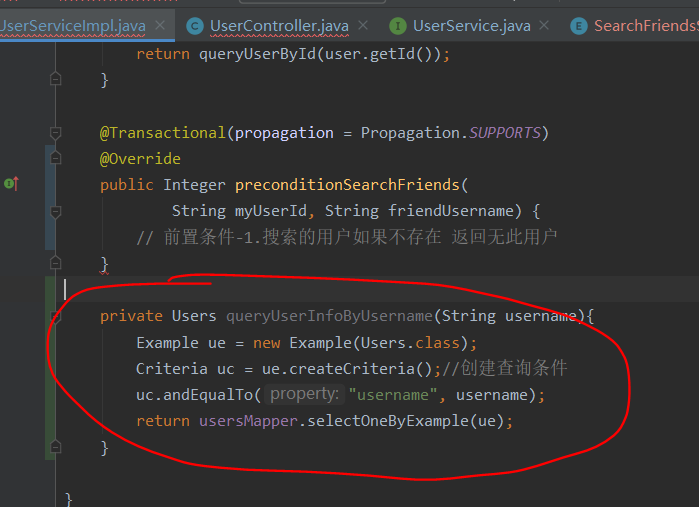 UserServiceImpl.java × UserController.java × UserService.java × SearchFriendsS
return queryUserById(user.getId());
}
@Transactional(propagation = Propagation.SUPPORTS)
@Override
public Integer preconditionSearchFriends(
String myUserId, String friendUsername) {
// 前置条件-1.搜索的用户如果不存在 返回无此用户
}
private Users queryUserInfoByUsername(String username){
Example ue = new Example(Users.class);
Criteria uc = ue.createCriteria();//创建查询条件
uc.andEqualTo( property: "username", username);
return usersMapper.selectOneByExample(ue);
}
}